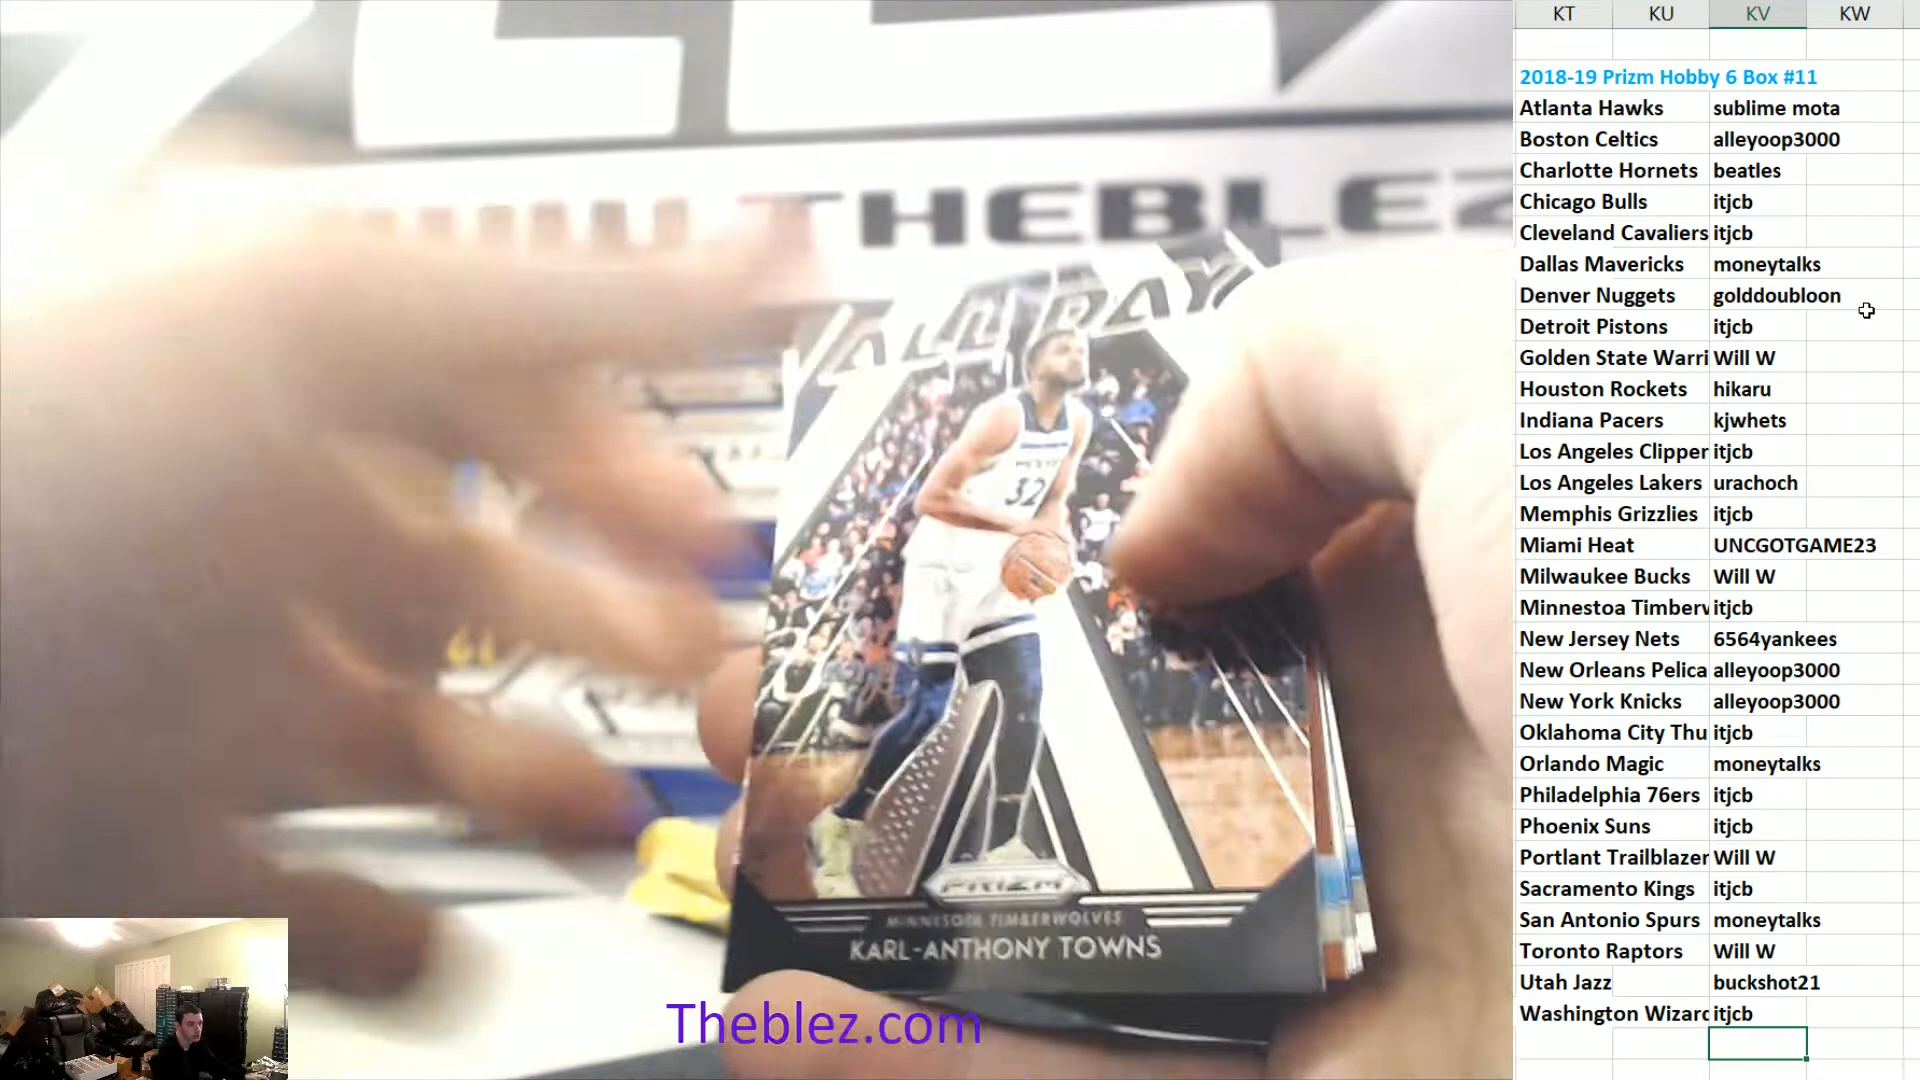 THEBLEZ
ALL DAY
32
PRIZM
MINNESOTA TIMBERWOLVES
KARL-ANTHONY TOWNS
Theblez.com
KT KU KV KW
2018-19 Prizm Hobby 6 Box #11
Atlanta Hawks sublime mota
Boston Celtics alleyoop3000
Charlotte Hornets beatles
Chicago Bulls itjcb
Cleveland Cavaliers itjcb
Dallas Mavericks moneytalks
Denver Nuggets golddoubloon
Detroit Pistons itjcb
Golden State Warri Will W
Houston Rockets hikaru
Indiana Pacers kjwhets
Los Angeles Clipper itjcb
Los Angeles Lakers urachoch
Memphis Grizzlies itjcb
Miami Heat UNCGOTGAME23
Milwaukee Bucks Will W
Minnestoa Timberv itjcb
New Jersey Nets 6564yankees
New Orleans Pelica alleyoop3000
New York Knicks alleyoop3000
Oklahoma City Thu itjcb
Orlando Magic moneytalks
Philadelphia 76ers itjcb
Phoenix Suns itjcb
Portlant Trailblazer Will W
Sacramento Kings itjcb
San Antonio Spurs moneytalks
Toronto Raptors Will W
Utah Jazz buckshot21
Washington Wizarc itjcb